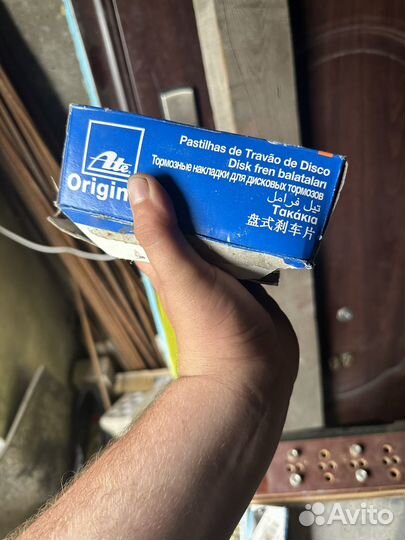 Ate
Origin
Pastilhas de Travão de Disco
Disk fren balatalan
Тормозные накладки для дисковых тормозов
تيل فرامل
Τακάκια
盘式刹车片
Avito